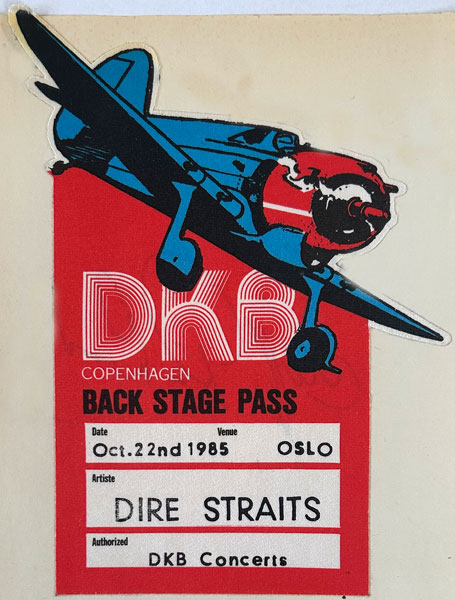 DKB
COPENHAGEN
BACK STAGE PASS
Date Venue
Oct.22nd 1985 OSLO
Artiste
DIRE STRAITS
Authorized
DKB Concerts